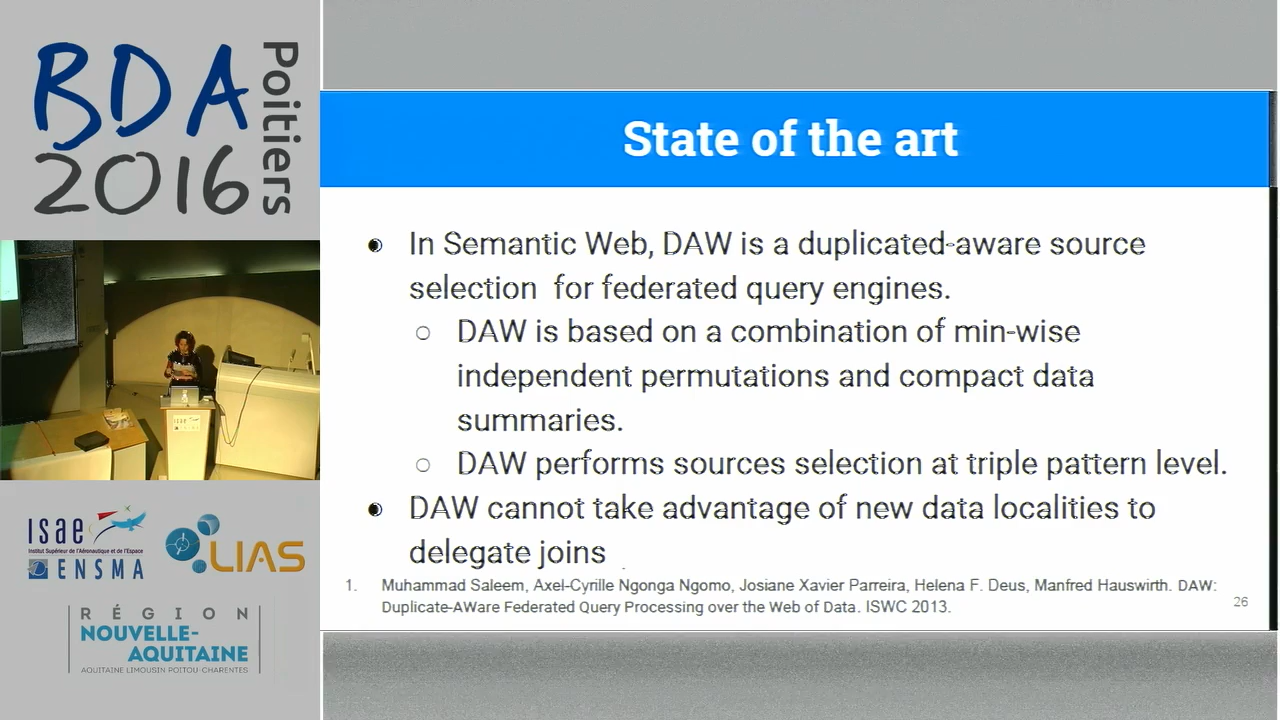 BDA
2016
Poitiers
State of the art
In Semantic Web, DAW is a duplicated-aware source
selection for federated query engines.
DAW is based on a combination of min-wise
independent permutations and compact data
summaries.
DAW performs sources selection at triple pattern level.
DAW cannot take advantage of new data localities to
delegate joins
1. Muhammad Saleem, Axel-Cyrille Ngonga Ngomo, Josiane Xavier Parreira, Helena F. Deus, Manfred Hauswirth. DAW:
Duplicate-AWare Federated Query Processing over the Web of Data. ISWC 2013.
26
isae
Institut Supérieur de l'Aéronautique et de l'Espace
ENSMA
LIAS
RÉGION
NOUVELLE-
AQUITAINE
AQUITAINE LIMOUSIN POITOU-CHARENTES